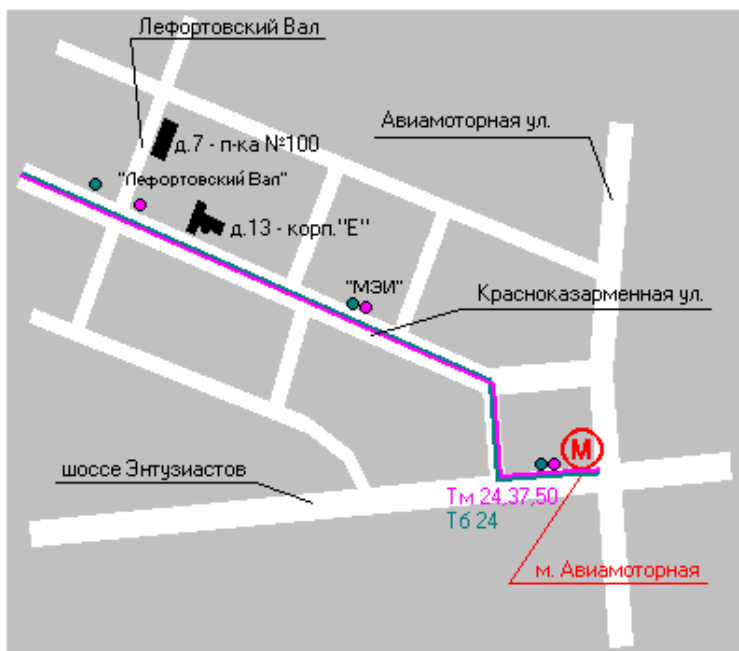 Лефортовский Вал
Авиамоторная ул.
д.7 - п-ка №100
"Лефортовский Вал"
д.13 - корп."Е"
"МЭИ"
Красноказарменная ул.
М
шоссе Энтузиастов
Тм 24,37,50
Тб 24
м. Авиамоторная